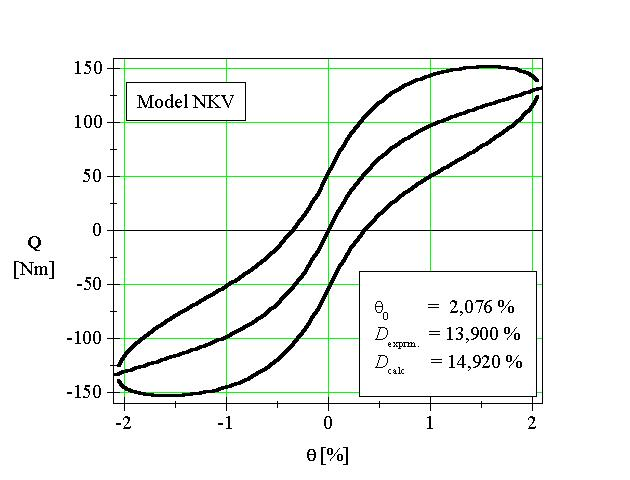 150
Model NKV
100
50
0
Q
[Nm]
-50
-100
-150
θ0 = 2,076 %
Dexprm. = 13,900 %
Dcalc = 14,920 %
-2 -1 0 1 2
θ [%]